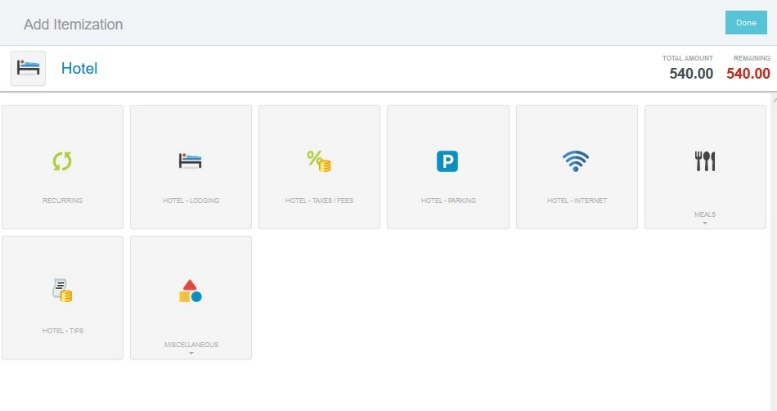 Add Itemization
Done
Hotel
TOTAL AMOUNT REMAINING
540.00 540.00
RECURRING
HOTEL - LODGING
HOTEL - TAXES / FEES
P
HOTEL - PARKING
HOTEL - INTERNET
MEALS
HOTEL - TIPS
MISCELLANEOUS